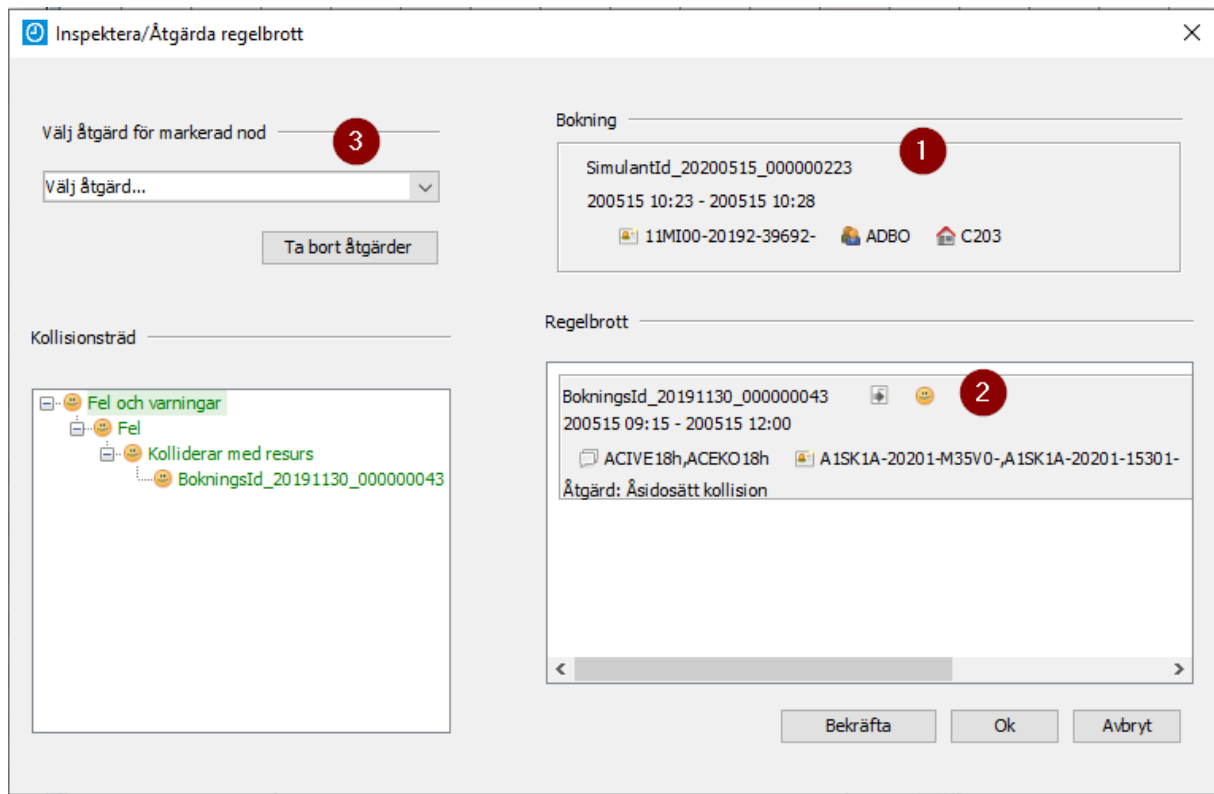 Inspektera/Åtgärda regelbrott
Välj åtgärd för markerad nod
3
Välj åtgärd...
Ta bort åtgärder
Bokning
1
SimulantId_20200515_000000223
200515 10:23 - 200515 10:28
11MI00-20192-39692- ADBO C203
Kollisionsträd
Fel och varningar
Fel
Kolliderar med resurs
BokningsId_20191130_000000043
Regelbrott
BokningsId_20191130_000000043
2
200515 09:15 - 200515 12:00
ACIVE18h,ACEKO18h A1SK1A-20201-M35V0-,A1SK1A-20201-15301-
Åtgärd: Åsidosätt kollision
Bekräfta Ok Avbryt